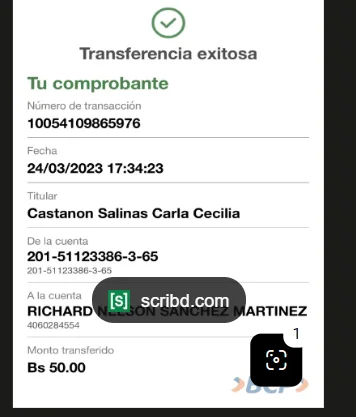 Transferencia exitosa
Tu comprobante
Número de transacción
10054109865976
Fecha
24/03/2023 17:34:23
Titular
Castanon Salinas Carla Cecilia
De la cuenta
201-51123386-3-65
201-51123386-3-65
A la cuenta
[S] scribd.com
RICHARD NELSON SANCHEZ MARTINEZ
4060284554
1
Monto transferido
Bs 50.00